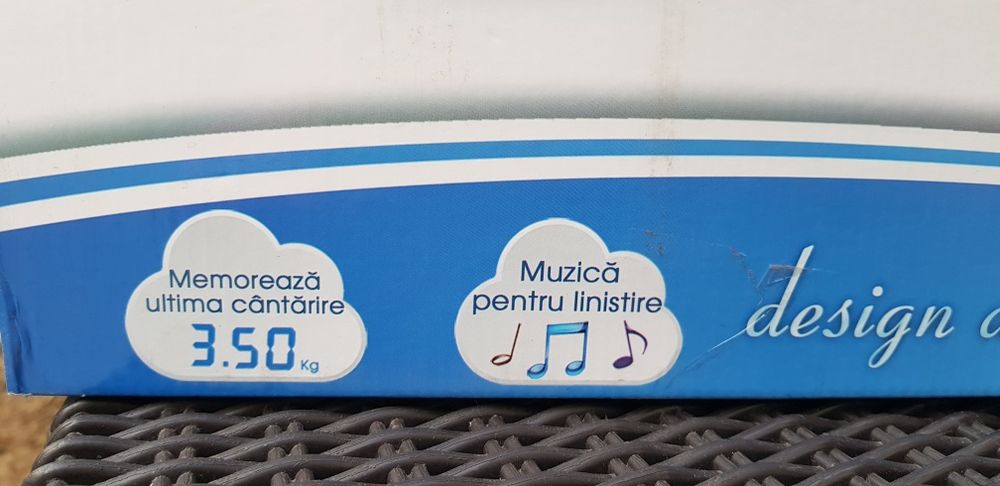 Memorează
ultima cântărire
3.50 Kg
Muzică
pentru linistire
design